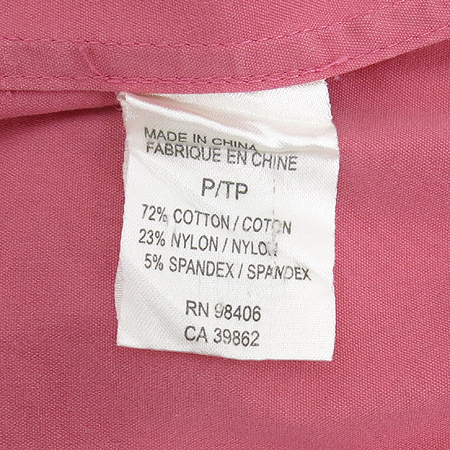 MADE IN CHINA
FABRIQUE EN CHINE
P/TP
72% COTTON / COTON
23% NYLON / NYLON
5% SPANDEX / SPANDEX
RN 98406
CA 39862